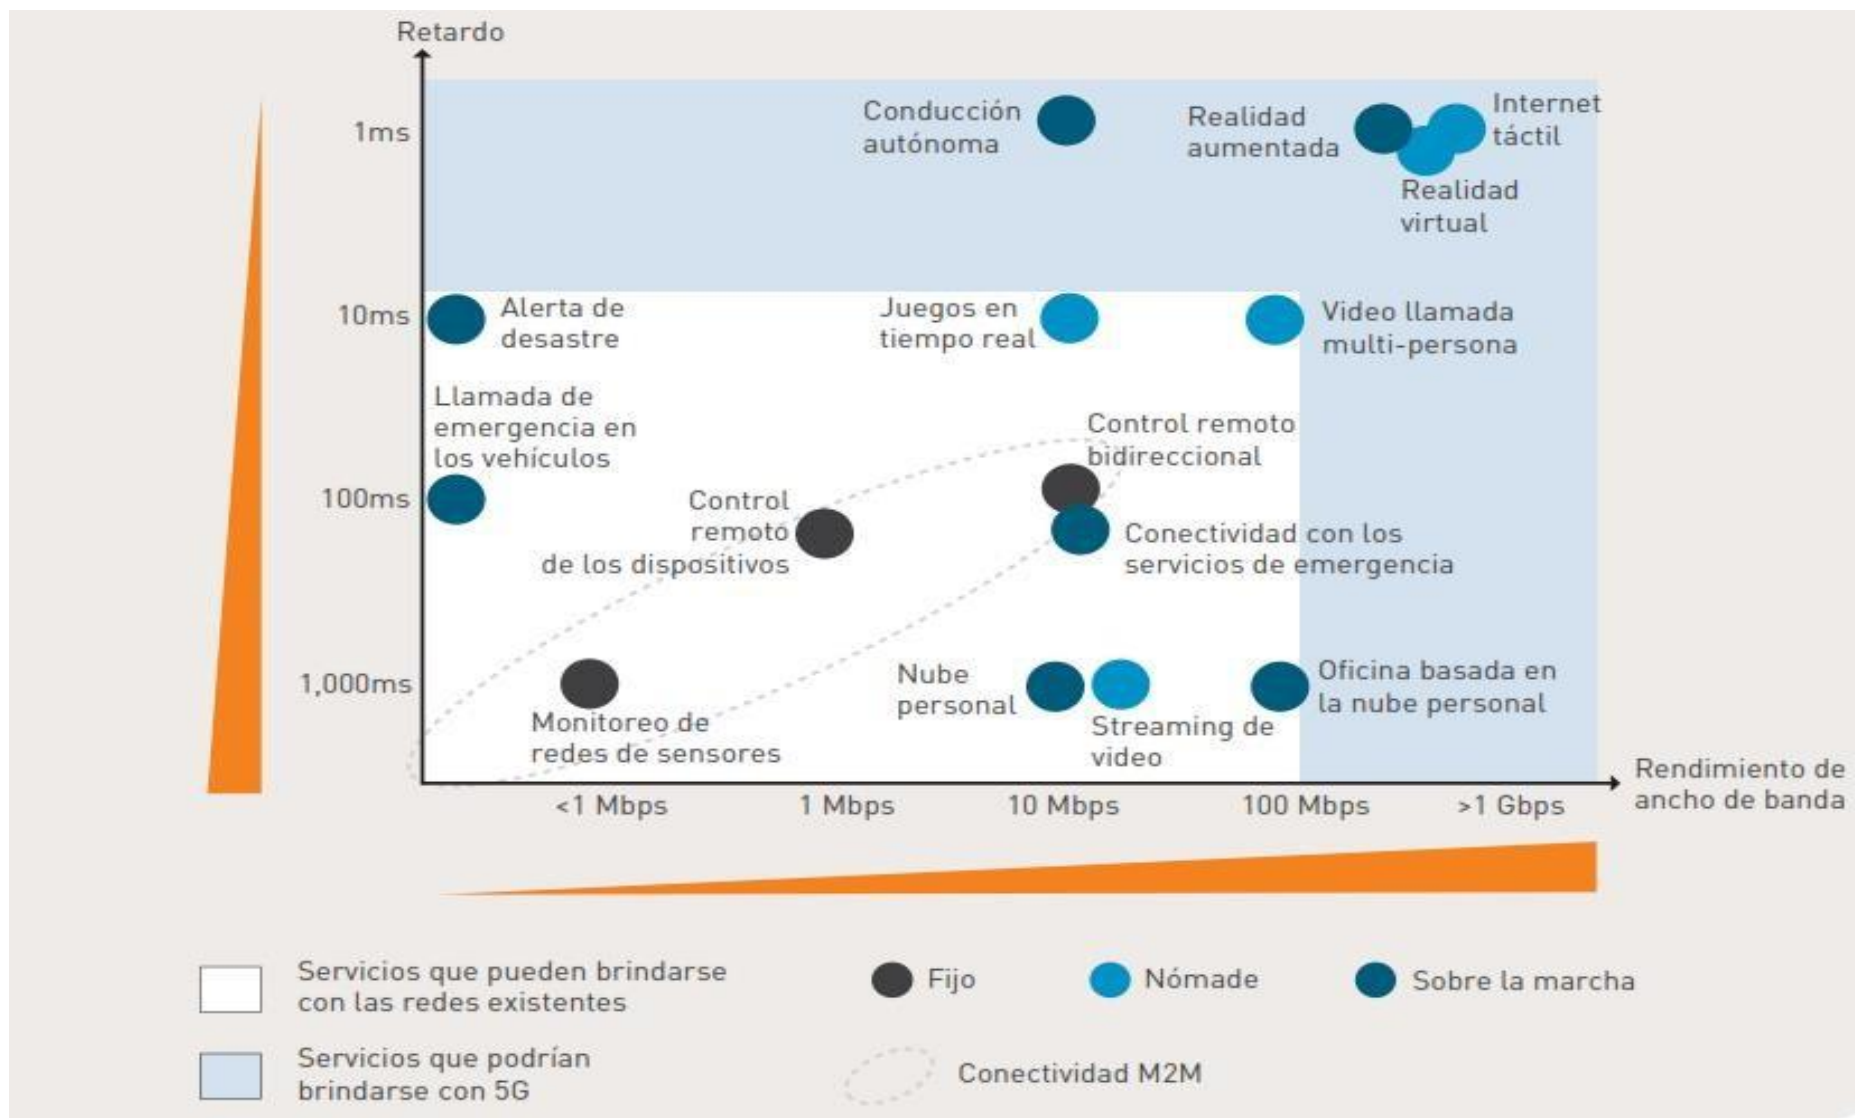 Retardo
1ms
10ms
100ms
1,000ms
Conducción
autónoma
Realidad
aumentada
Internet
táctil
Realidad
virtual
Alerta de
desastre
Juegos en
tiempo real
Video llamada
multi-persona
Llamada de
emergencia en
los vehículos
Control remoto
bidireccional
Control
remoto
de los dispositivos
Conectividad con los
servicios de emergencia
Nube
personal
Streaming de
video
Oficina basada en
la nube personal
Monitoreo de
redes de sensores
<1 Mbps
1 Mbps
10 Mbps
100 Mbps
>1 Gbps
Rendimiento de
ancho de banda
Servicios que pueden brindarse
con las redes existentes
Fijo
Nómade
Sobre la marcha
Servicios que podrían
brindarse con 5G
Conectividad M2M